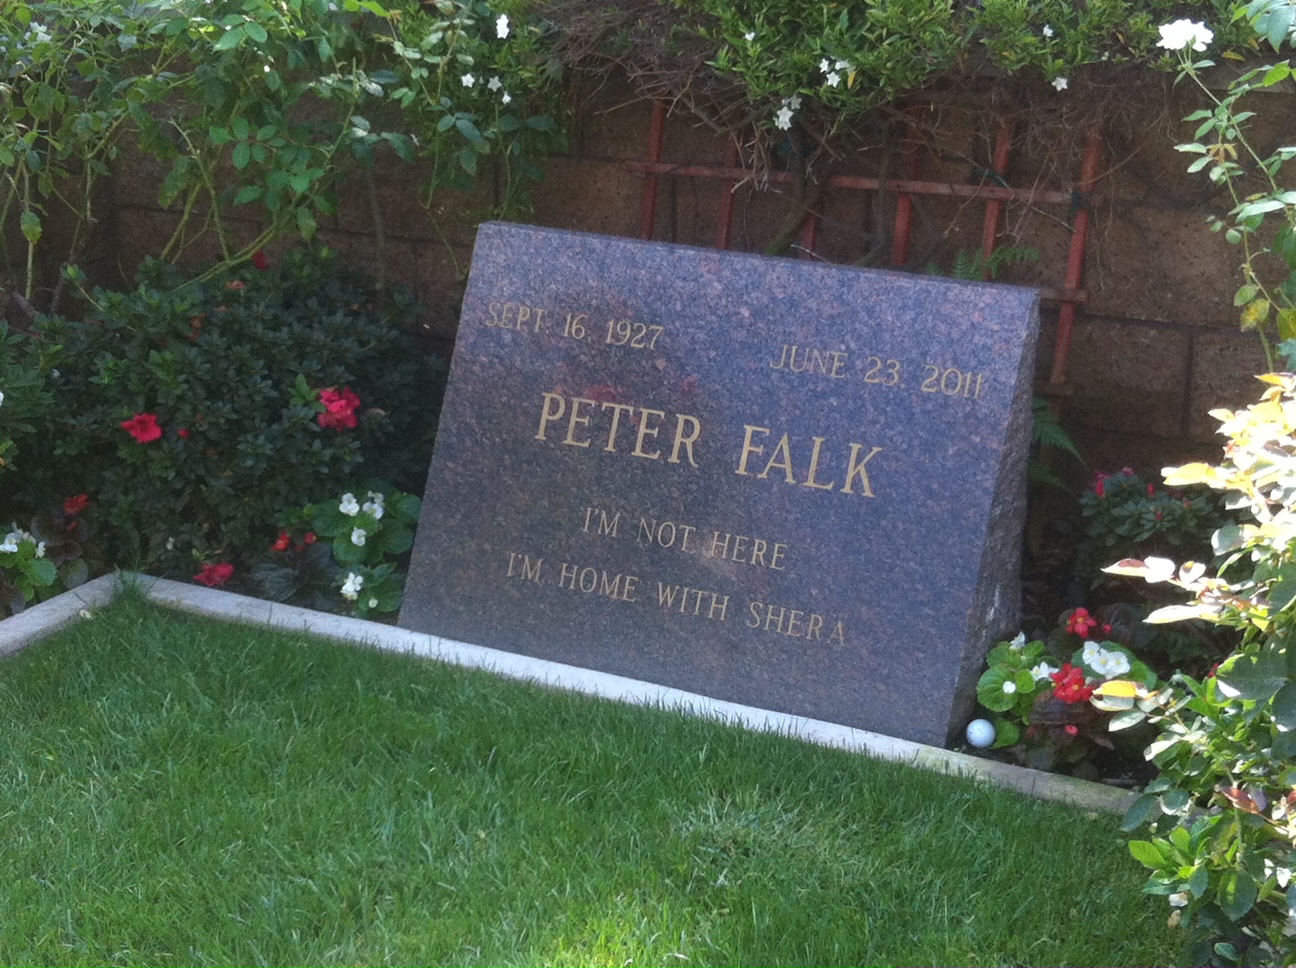 SEPT. 16, 1927
JUNE 23, 2011
PETER FALK
I'M NOT HERE
I'M HOME WITH SHERA